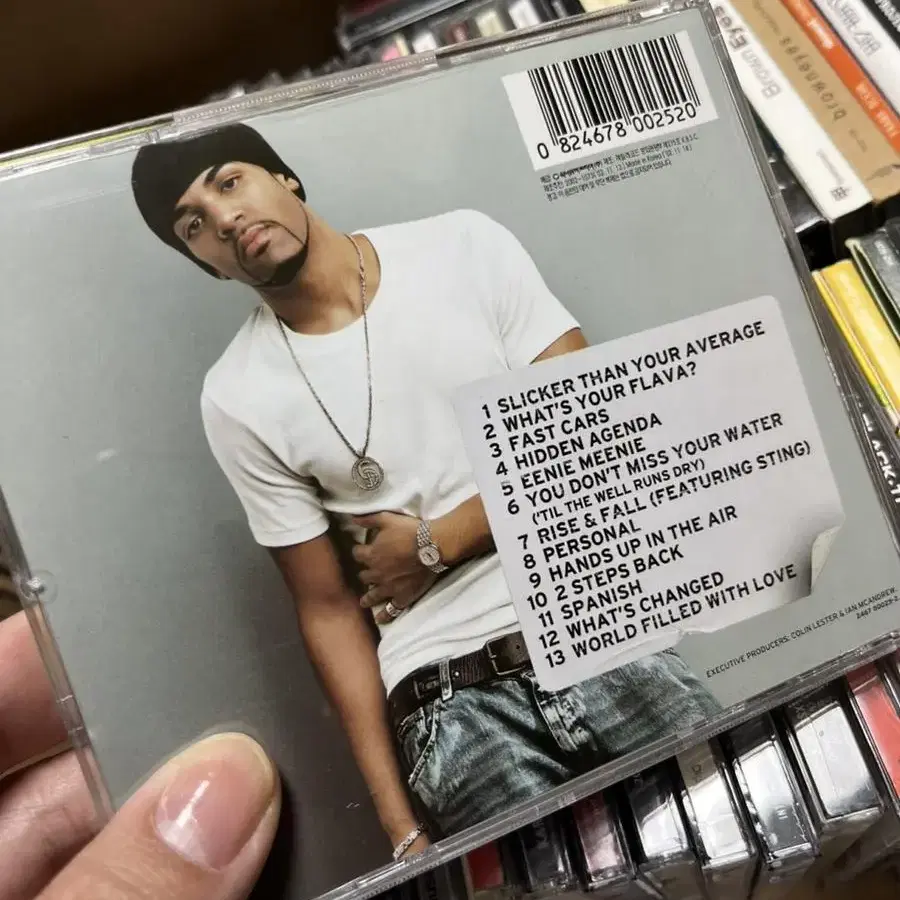 0 824678 002520
1 SLICKER THAN YOUR AVERAGE
2 WHAT'S YOUR FLAVA?
3 FAST CARS
4 HIDDEN AGENDA
5 EENIE MEENIE
6 YOU DON'T MISS YOUR WATER
('TIL THE WELL RUNS DRY)
7 RISE & FALL (FEATURING STING)
8 PERSONAL
9 HANDS UP IN THE AIR
10 2 STEPS BACK
11 SPANISH
12 WHAT'S CHANGED
13 WORLD FILLED WITH LOVE
EXECUTIVE PRODUCERS: COLIN LESTER & IAN MCANDREW.
Brown Eyes
browneyes